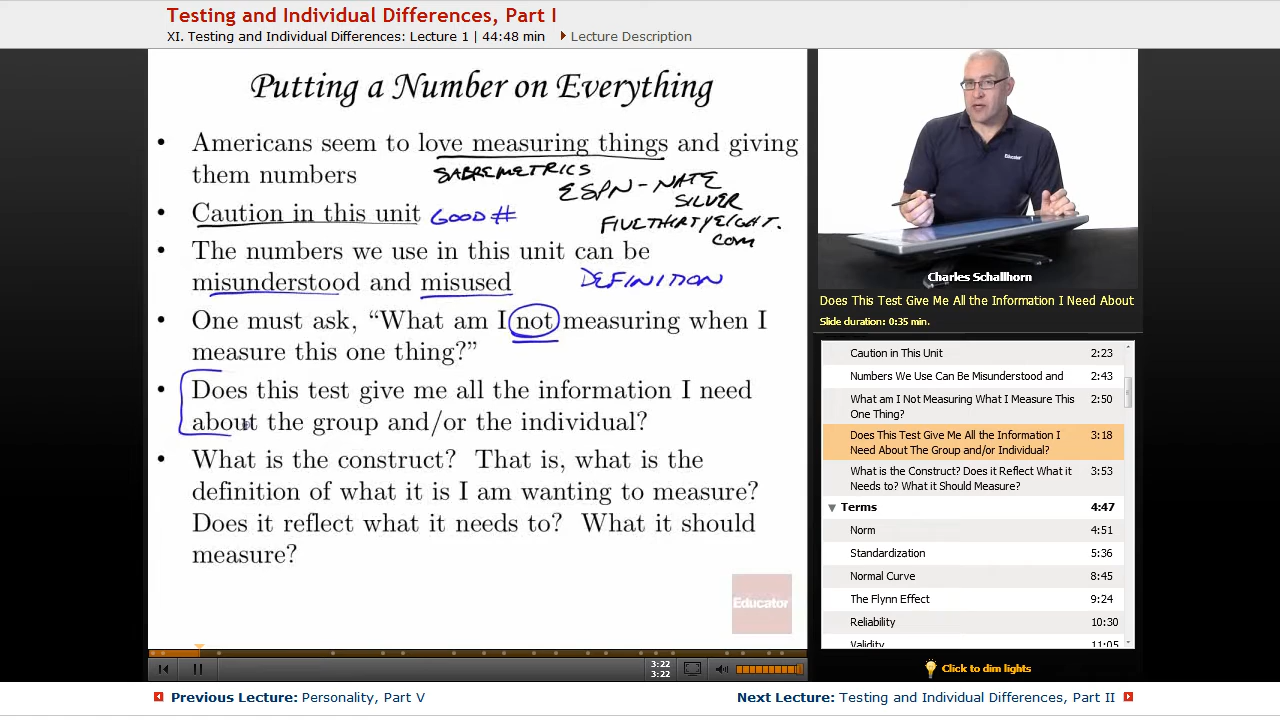 Testing and Individual Differences, Part I
XI. Testing and Individual Differences: Lecture 1 | 44:48 min
Lecture Description
Putting a Number on Everything
• Americans seem to love measuring things and giving
them numbers
SABREMETRICS
ESPN - NATE
SILVER
FIVETHIRTYEIGHT.
COM
• Caution in this unit
GOOD #
• The numbers we use in this unit can be
misunderstood and misused
DEFINITION
• One must ask, “What am I not measuring when I
measure this one thing?”
• Does this test give me all the information I need
about the group and/or the individual?
• What is the construct? That is, what is the
definition of what it is I am wanting to measure?
Does it reflect what it needs to? What it should
measure?
Educator
Educator
Charles Schallhorn
Does This Test Give Me All the Information I Need About
Slide duration: 0:35 min.
Caution in This Unit 2:23
Numbers We Use Can Be Misunderstood and 2:43
What am I Not Measuring What I Measure This 2:50
One Thing?
Does This Test Give Me All the Information I 3:18
Need About The Group and/or Individual?
What is the Construct? Does it Reflect What it 3:53
Needs to? What it Should Measure?
Terms 4:47
Norm 4:51
Standardization 5:36
Normal Curve 8:45
The Flynn Effect 9:24
Reliability 10:30
Validity 11:05
3:22
3:22
Click to dim lights
Previous Lecture: Personality, Part V
Next Lecture: Testing and Individual Differences, Part II